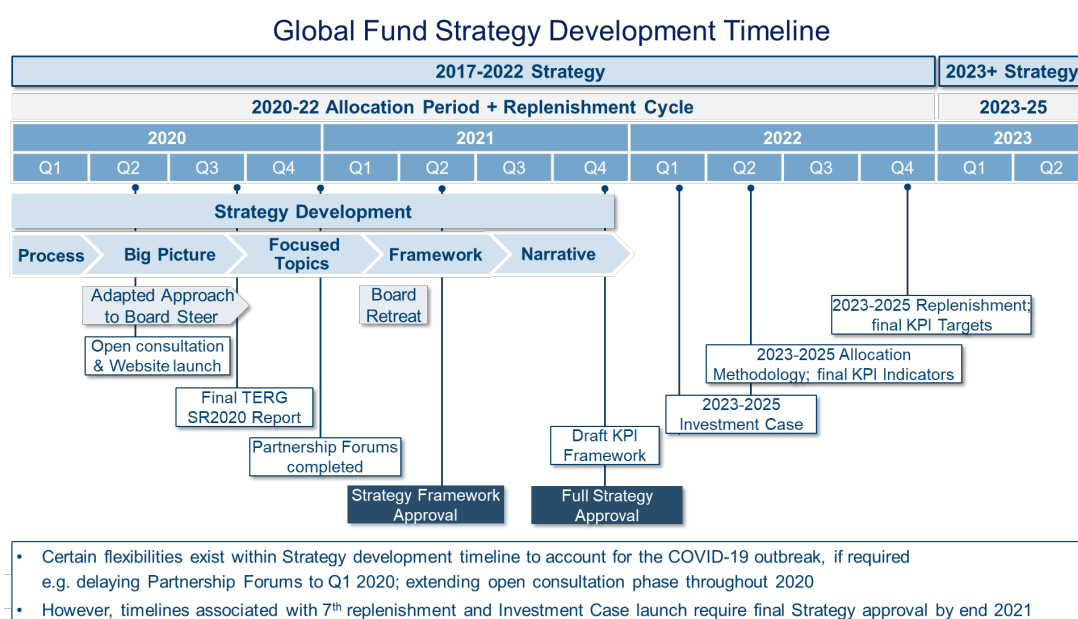 Global Fund Strategy Development Timeline
2017-2022 Strategy
2023+ Strategy
2020-22 Allocation Period + Replenishment Cycle
2023-25
2020
2021
2022
2023
Q1
Q2
Q3
Q4
Q1
Q2
Q3
Q4
Q1
Q2
Q3
Q4
Q1
Q2
Strategy Development
Process
Big Picture
Focused
Topics
Framework
Narrative
Adapted Approach
to Board Steer
Board
Retreat
Open consultation
& Website launch
Final TERG
SR2020 Report
Partnership Forums
completed
Strategy Framework
Approval
Draft KPI
Framework
Full Strategy
Approval
2023-2025 Replenishment;
final KPI Targets
2023-2025 Allocation
Methodology; final KPI Indicators
2023-2025
Investment Case
• Certain flexibilities exist within Strategy development timeline to account for the COVID-19 outbreak, if required
e.g. delaying Partnership Forums to Q1 2020; extending open consultation phase throughout 2020
• However, timelines associated with 7th replenishment and Investment Case launch require final Strategy approval by end 2021